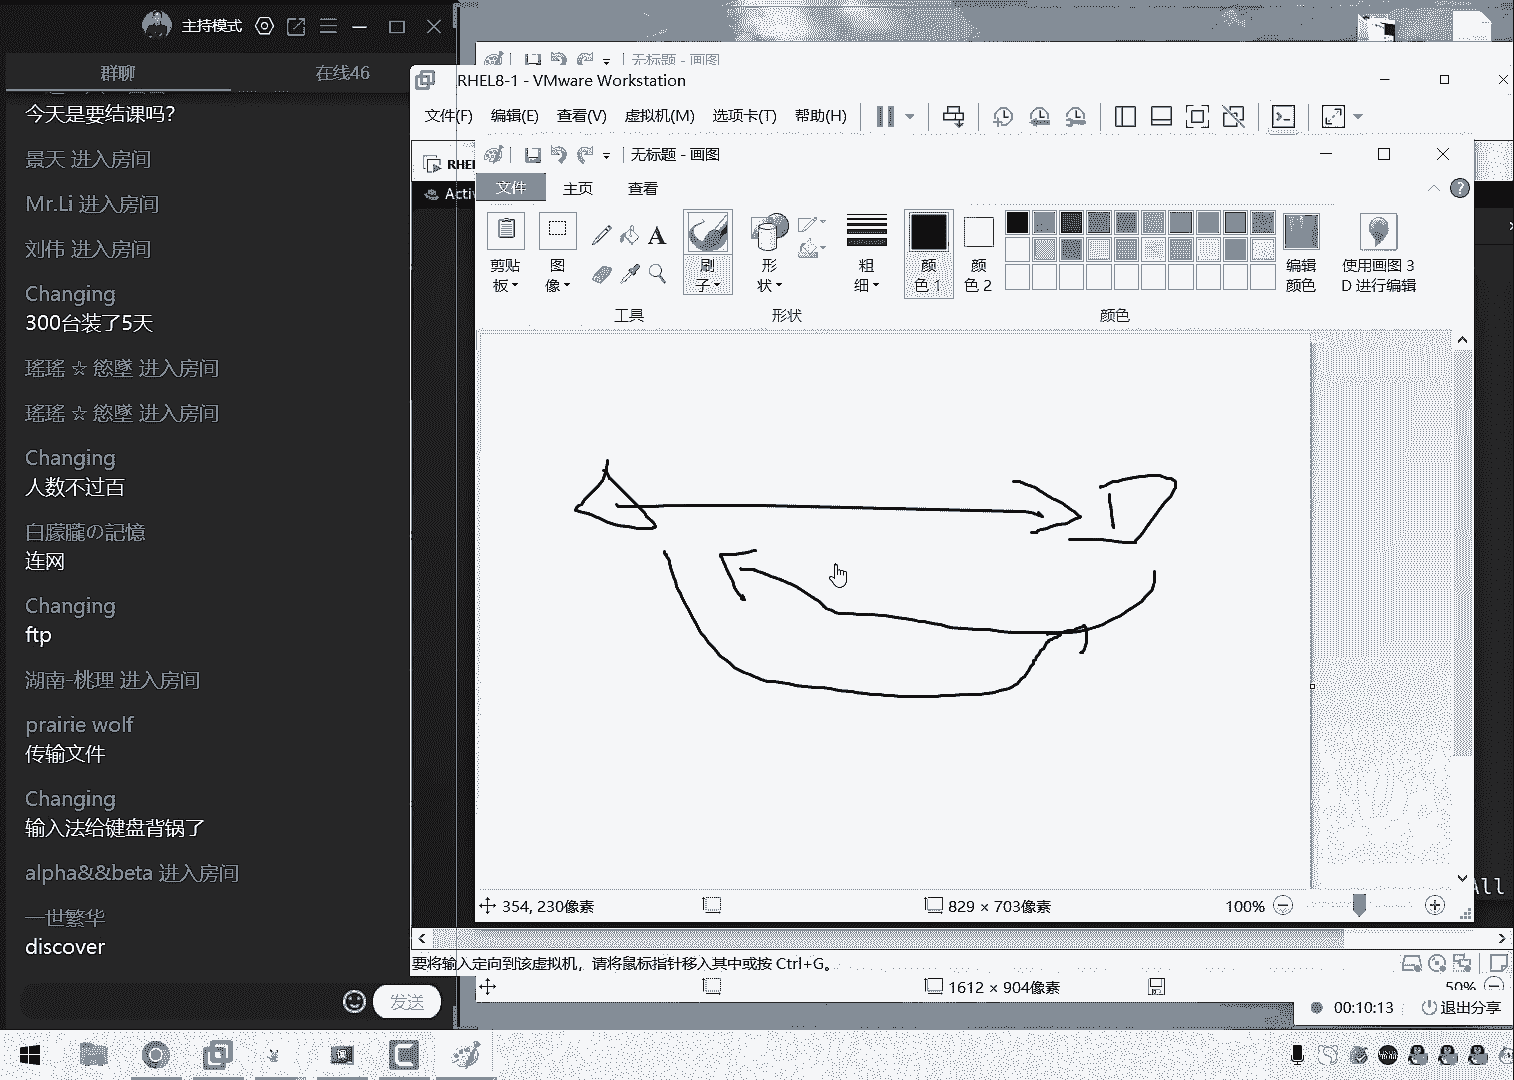 主持模式
群聊
在线46
今天是要结课吗?
景天 进入房间
Mr.Li 进入房间
刘伟 进入房间
Changing
300台装了5天
瑤瑤 ☆ 慾墜 进入房间
瑤瑤 ☆ 慾墜 进入房间
Changing
人数不过百
白朦朧の記憶
连网
Changing
ftp
湖南-桃理 进入房间
prairie wolf
传输文件
Changing
输入法给键盘背锅了
alpha&&beta 进入房间
一世繁华
discover
发送
无标题 - 画图
RHEL8-1 - VMware Workstation
文件(F) 编辑(E) 查看(V) 虚拟机(M) 选项卡(T) 帮助(H)
RHE
Activ
无标题 - 画图
文件 主页 查看
剪贴板
图像
A
工具
刷子
形状
形状
粗细
颜色 1
颜色 2
编辑颜色
颜色
使用画图 3D 进行编辑
All
354, 230像素
829 × 703像素
100%
要将输入定向到该虚拟机，请将鼠标指针移入其中或按 Ctrl+G。
1612 × 904像素
50%
00:10:13
退出分享